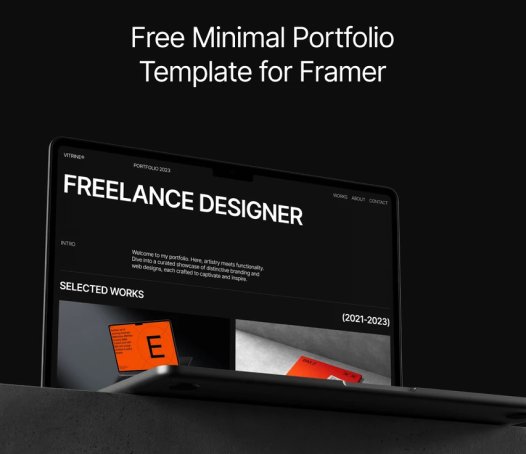 Free Minimal Portfolio
Template for Framer
VITRINE®
PORTFOLIO 2023
WORKS ABOUT CONTACT
FREELANCE DESIGNER
INTRO
Welcome to my portfolio. Here, artistry meets functionality.
Dive into a curated showcase of distinctive branding and
web designs, each crafted to captivate and inspire.
SELECTED WORKS
(2021-2023)
E